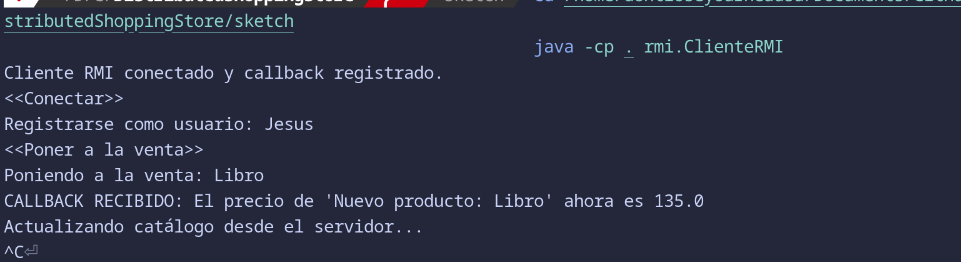 stributedShoppingStore/sketch
java -cp . rmi.ClienteRMI
Cliente RMI conectado y callback registrado.
<<Conectar>>
Registrarse como usuario: Jesus
<<Poner a la venta>>
Poniendo a la venta: Libro
CALLBACK RECIBIDO: El precio de 'Nuevo producto: Libro' ahora es 135.0
Actualizando catálogo desde el servidor...
^C⏎